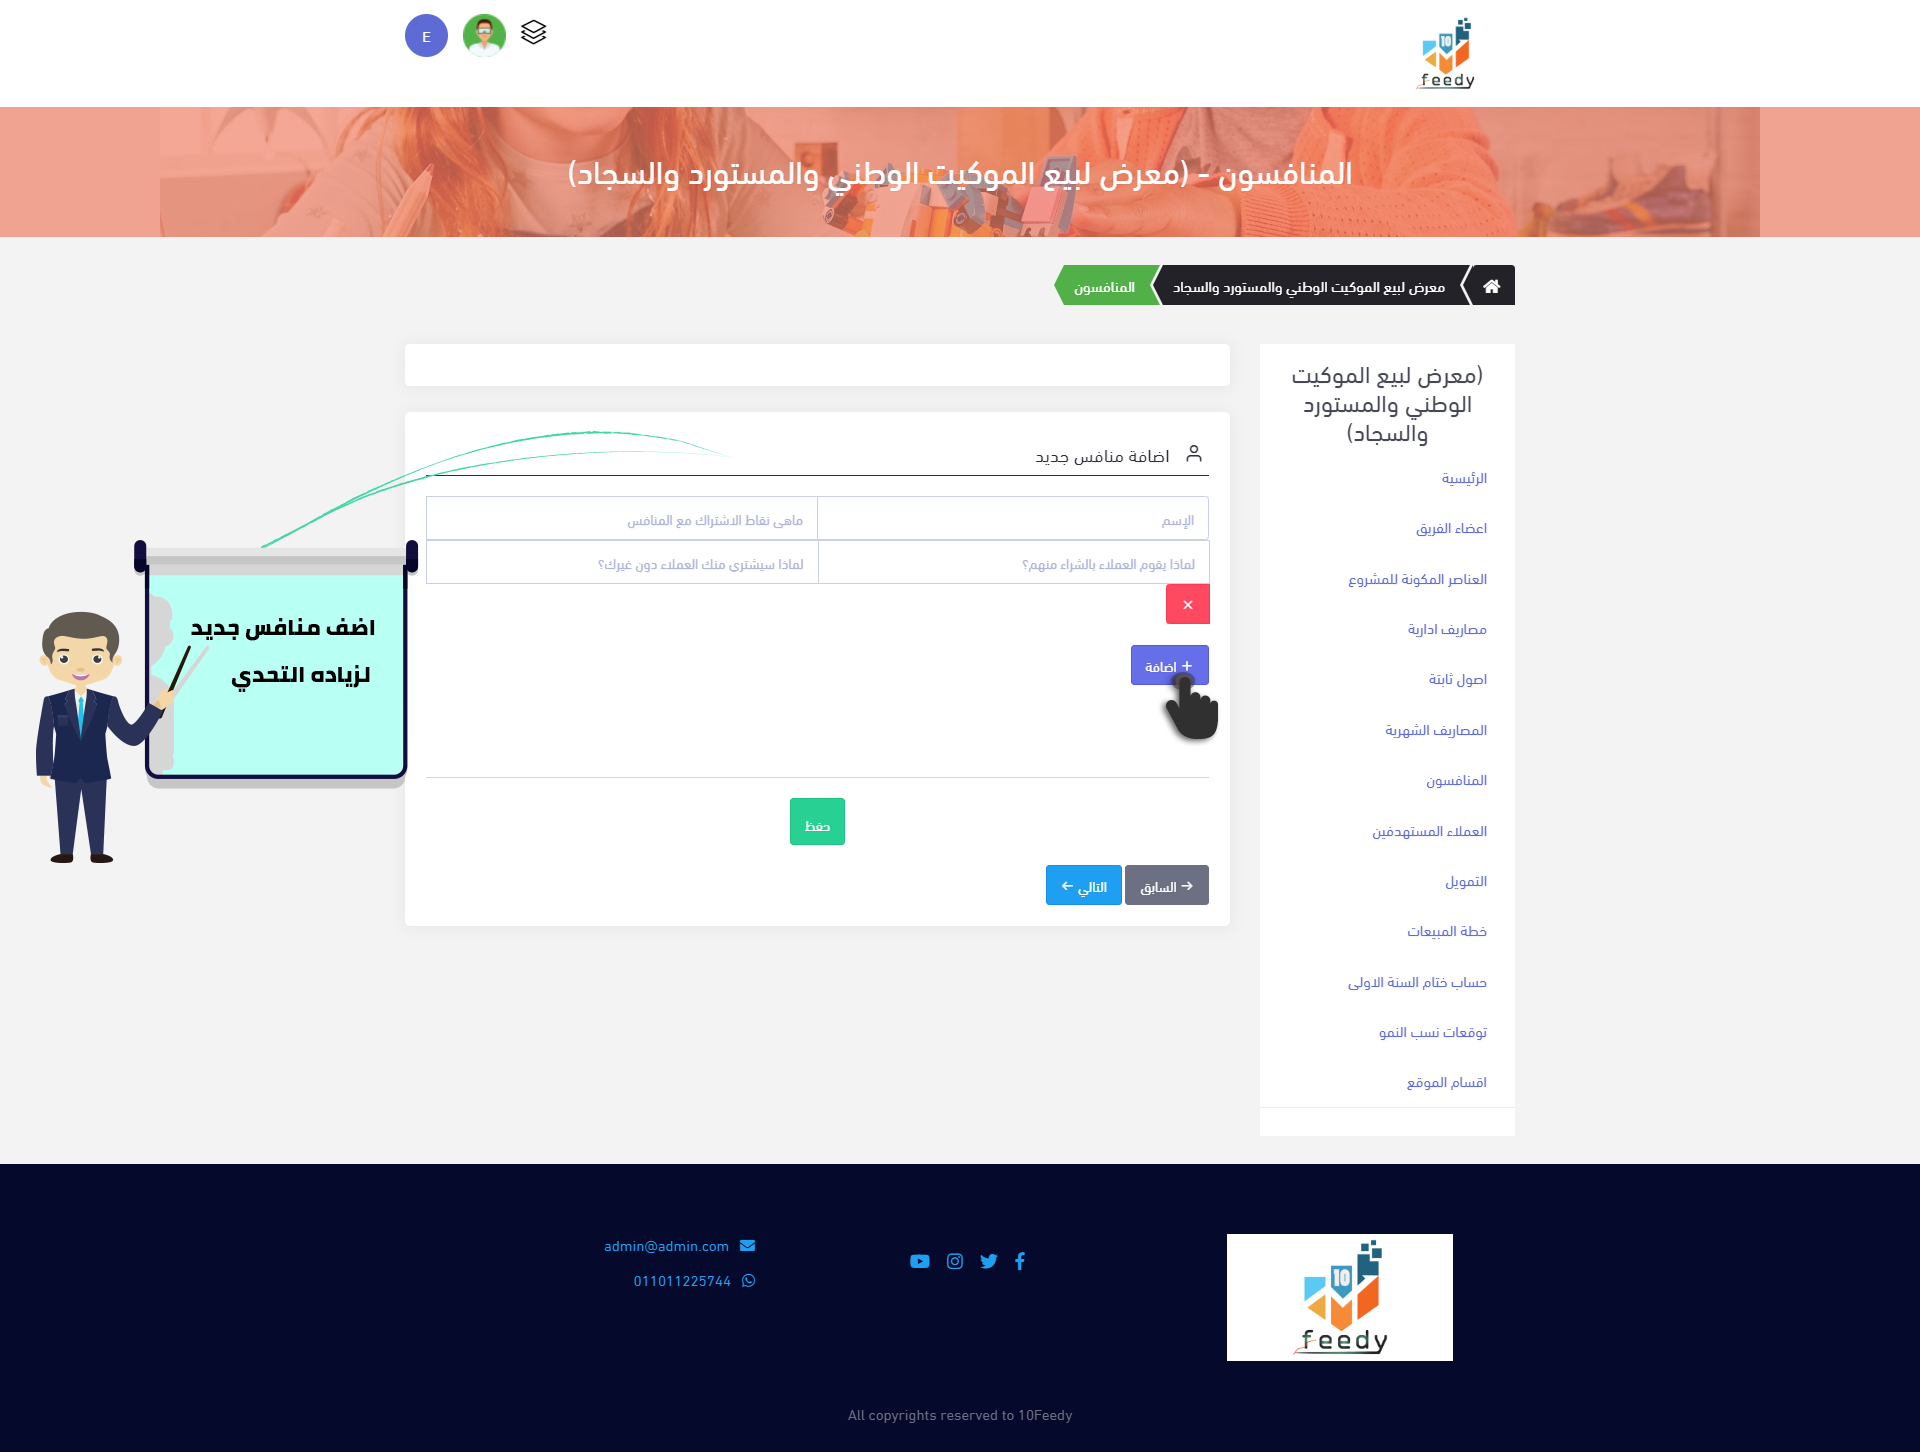 E
10
feedy
المنافسون - (معرض لبيع الموكيت الوطني والمستورد والسجاد)
معرض لبيع الموكيت الوطني والمستورد والسجاد
المنافسون
(معرض لبيع الموكيت
الوطني والمستورد
والسجاد)
الرئيسية
اعضاء الفريق
العناصر المكونة للمشروع
مصاريف ادارية
اصول ثابتة
المصاريف الشهرية
المنافسون
العملاء المستهدفين
التمويل
خطة المبيعات
حساب ختام السنة الاولى
توقعات نسب النمو
اقسام الموقع
اضافة منافس جديد
الإسم
ماهى نقاط الاشتراك مع المنافس
لماذا يقوم العملاء بالشراء منهم؟
لماذا سيشتري منك العملاء دون غيرك؟
اضافة
حفظ
السابق
التالي
اضف منافس جديد
لزياده التحدي
10
feedy
admin@admin.com
011011225744
All copyrights reserved to 10Feedy